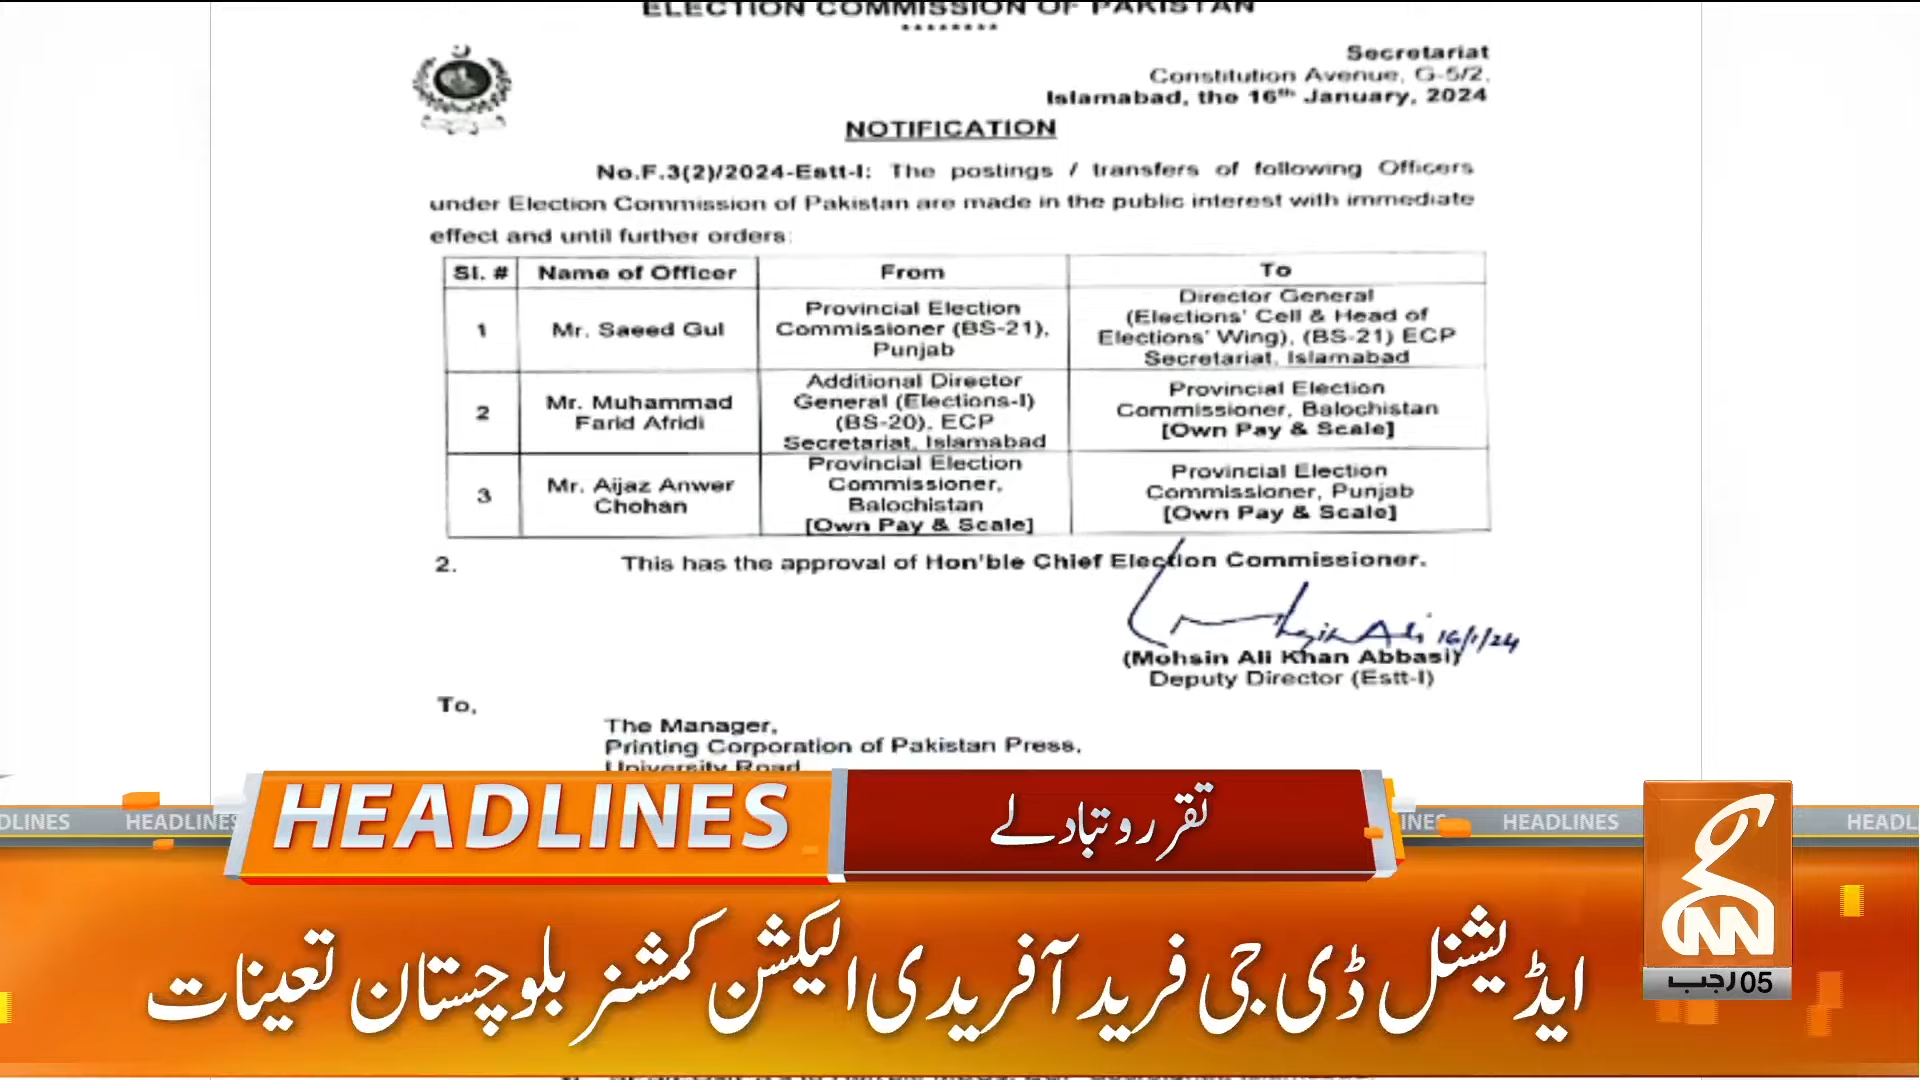 ELECTION COMMISSION OF PAKISTAN
********
Secretariat
Constitution Avenue, G-5/2,
Islamabad, the 16th January, 2024
NOTIFICATION
No.F.3(2)/2024-Estt-I: The postings / transfers of following Officers
under Election Commission of Pakistan are made in the public interest with immediate
effect and until further orders:
Sl. # Name of Officer From To
1 Mr. Saeed Gul Provincial Election Commissioner (BS-21), Punjab Director General (Elections' Cell & Head of Elections' Wing), (BS-21) ECP Secretariat, Islamabad
2 Mr. Muhammad Farid Afridi Additional Director General (Elections-I) (BS-20), ECP Secretariat, Islamabad Provincial Election Commissioner, Balochistan [Own Pay & Scale]
3 Mr. Aijaz Anwer Chohan Provincial Election Commissioner, Balochistan [Own Pay & Scale] Provincial Election Commissioner, Punjab [Own Pay & Scale]
2. This has the approval of Hon'ble Chief Election Commissioner.
16/1/24
(Mohsin Ali Khan Abbasi)
Deputy Director (Estt-I)
To,
The Manager,
Printing Corporation of Pakistan Press,
University Road
HEADLINES
تقرر و تبادلے
DLINES HEADLINES INES HEADLINES HEADL
GNN
05 رجب
ایڈیشنل ڈی جی فرید آفریدی الیکشن کمشنر بلوچستان تعینات